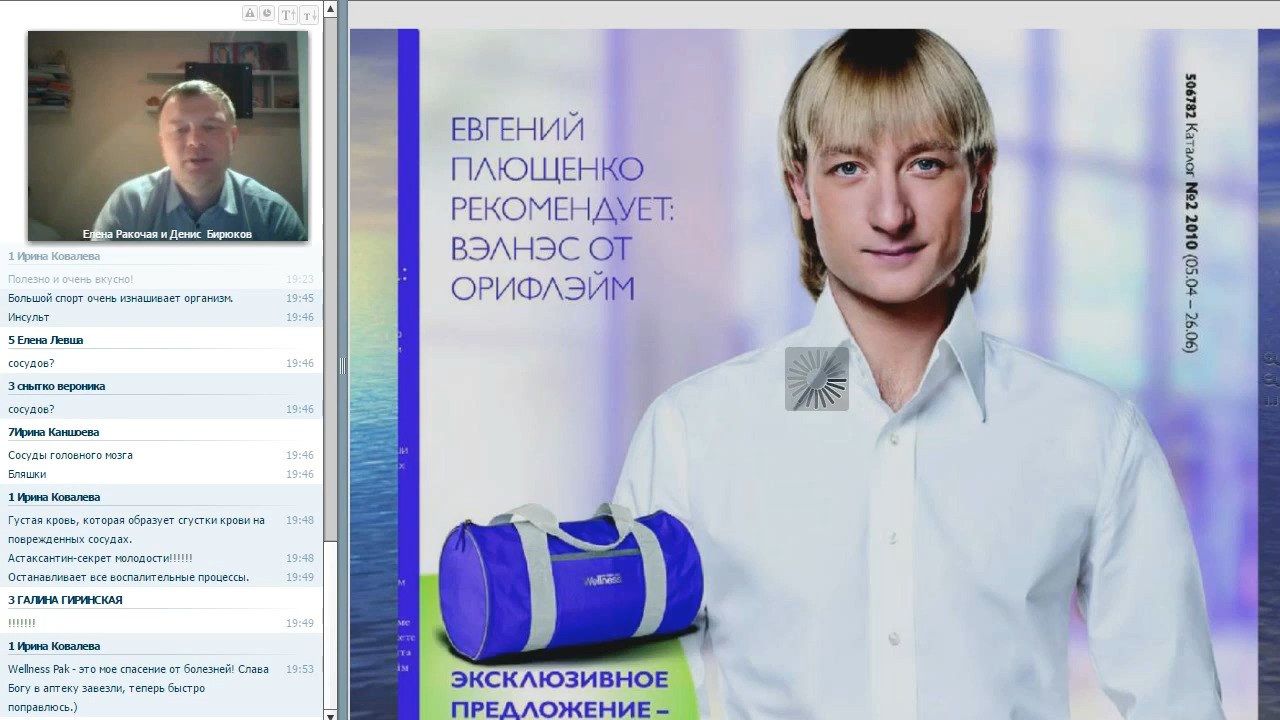 Елена Ракочая и Денис Бирюков
1 Ирина Ковалева
Полезно и очень вкусно! 19:23
Большой спорт очень изнашивает организм. 19:45
Инсульт 19:46
5 Елена Левша
сосудов? 19:46
3 снытко вероника
сосудов? 19:46
7Ирина Каншоева
Сосуды головного мозга 19:46
Бляшки 19:46
1 Ирина Ковалева
Густая кровь, которая образует сгустки крови на 19:48
поврежденных сосудах.
Астаксантин-секрет молодости!!!!!! 19:48
Останавливает все воспалительные процессы. 19:49
3 ГАЛИНА ГИРИНСКАЯ
!!!!!!! 19:49
1 Ирина Ковалева
Wellness Pak - это мое спасение от болезней! Слава 19:53
Богу в аптеку завезли, теперь быстро
поправлюсь.)
ЕВГЕНИЙ
ПЛЮЩЕНКО
РЕКОМЕНДУЕТ:
ВЭЛНЭС ОТ
ОРИФЛЭЙМ
506782 Каталог №2 2010 (05.04 – 26.06)
Wellness
ЭКСКЛЮЗИВНОЕ
ПРЕДЛОЖЕНИЕ –